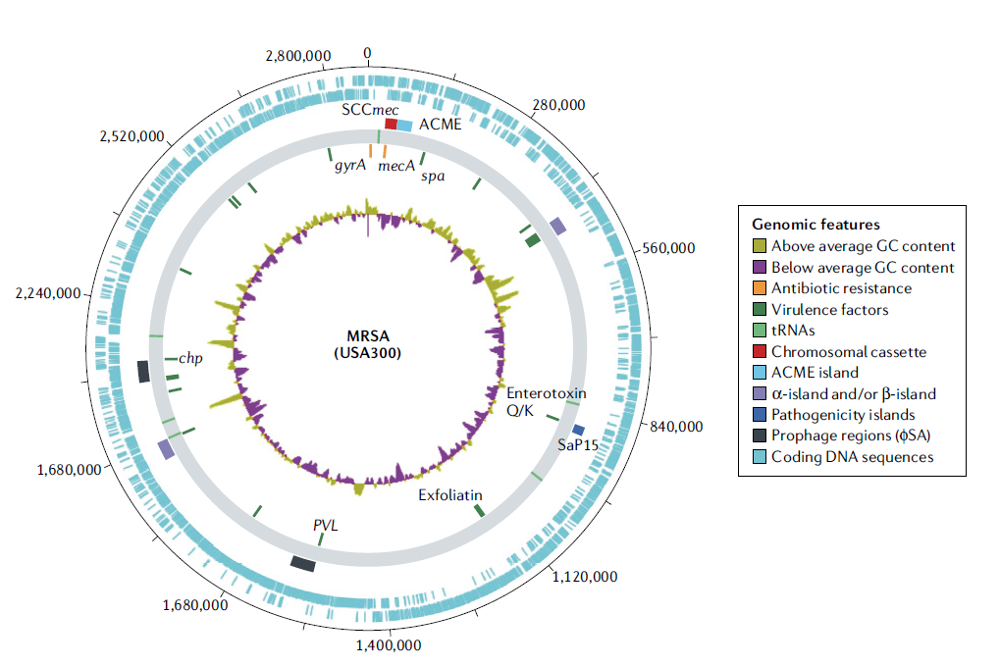 0
2,800,000
280,000
SCCmec
ACME
2,520,000
gyrA
mecA
spa
560,000
2,240,000
MRSA
(USA300)
chp
Enterotoxin
Q/K
840,000
SaP15
1,680,000
Exfoliatin
PVL
1,120,000
1,680,000
1,400,000
Genomic features
Above average GC content
Below average GC content
Antibiotic resistance
Virulence factors
tRNAs
Chromosomal cassette
ACME island
α-island and/or β-island
Pathogenicity islands
Prophage regions (ϕSA)
Coding DNA sequences